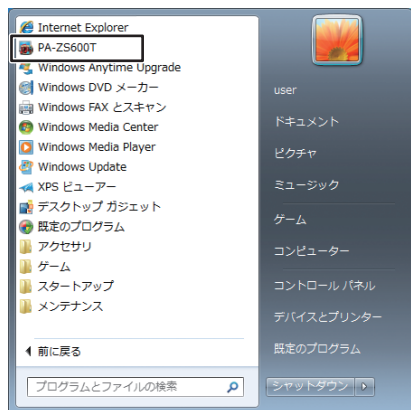 Internet Explorer
PA-ZS600T
Windows Anytime Upgrade
Windows DVD メーカー
Windows FAX とスキャン
Windows Media Center
Windows Media Player
Windows Update
XPS ビューアー
デスクトップ ガジェット
既定のプログラム
アクセサリ
ゲーム
スタートアップ
メンテナンス
前に戻る
プログラムとファイルの検索
user
ドキュメント
ピクチャ
ミュージック
ゲーム
コンピューター
コントロール パネル
デバイスとプリンター
既定のプログラム
シャットダウン